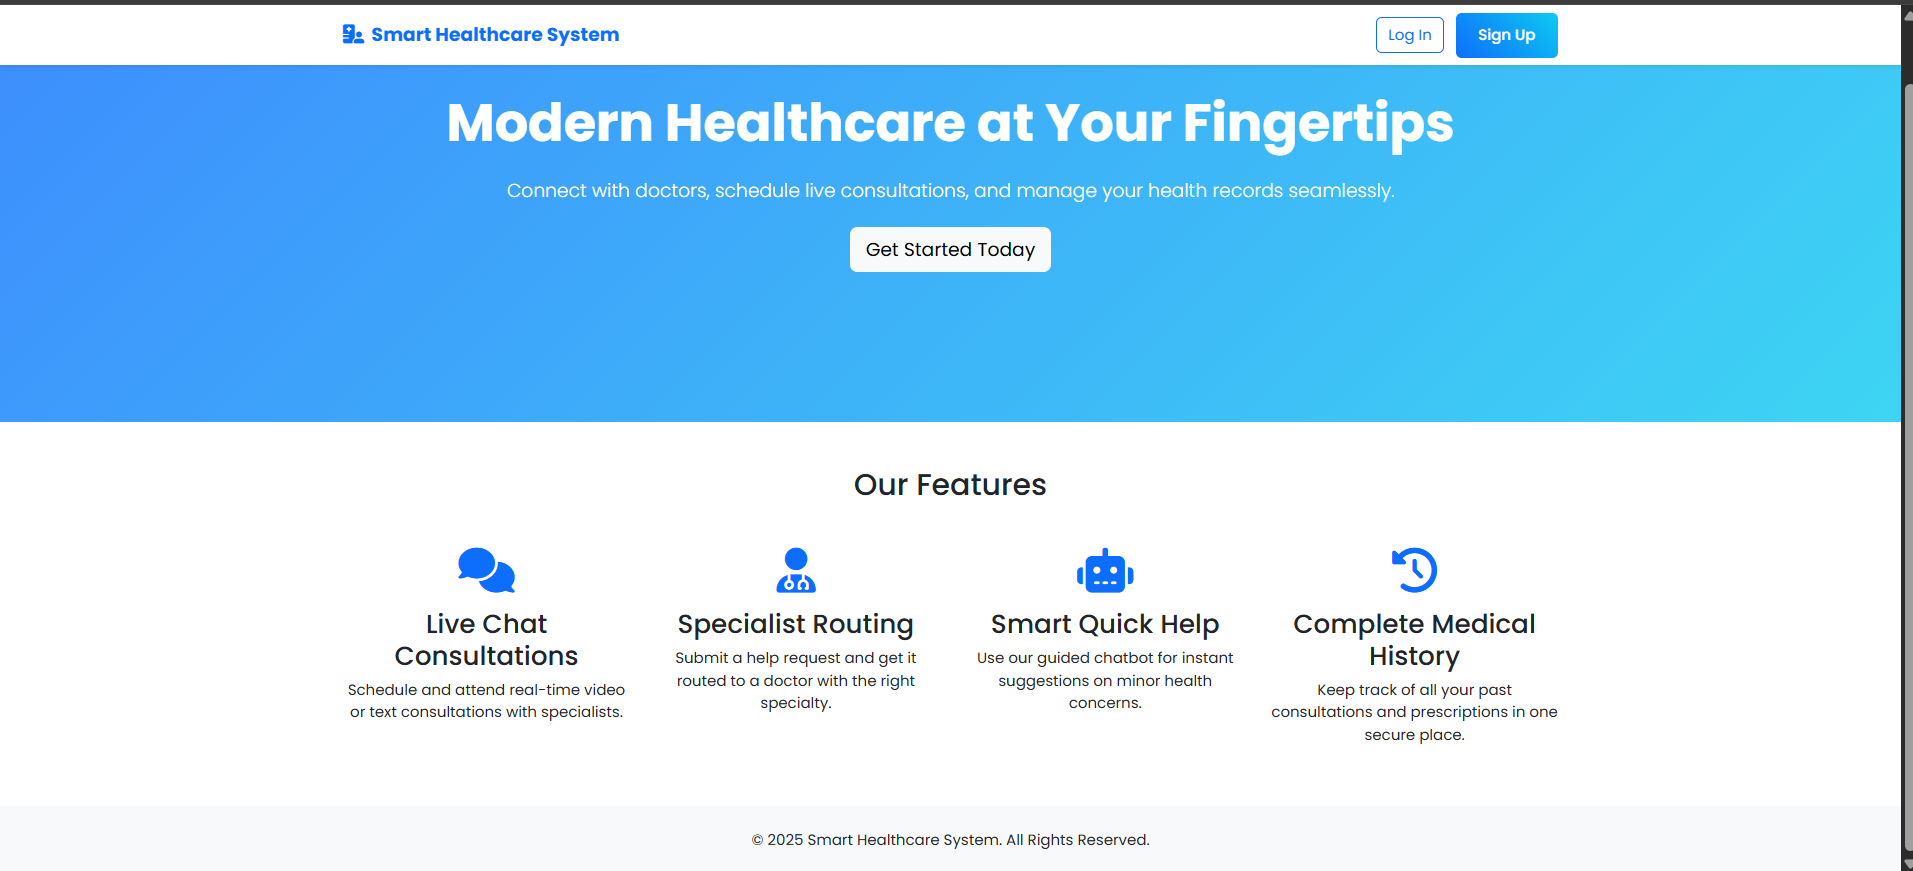 Smart Healthcare System
Log In
Sign Up
Modern Healthcare at Your Fingertips
Connect with doctors, schedule live consultations, and manage your health records seamlessly.
Get Started Today
Our Features
Live Chat
Consultations
Schedule and attend real-time video
or text consultations with specialists.
Specialist Routing
Submit a help request and get it
routed to a doctor with the right
specialty.
Smart Quick Help
Use our guided chatbot for instant
suggestions on minor health
concerns.
Complete Medical
History
Keep track of all your past
consultations and prescriptions in one
secure place.
© 2025 Smart Healthcare System. All Rights Reserved.